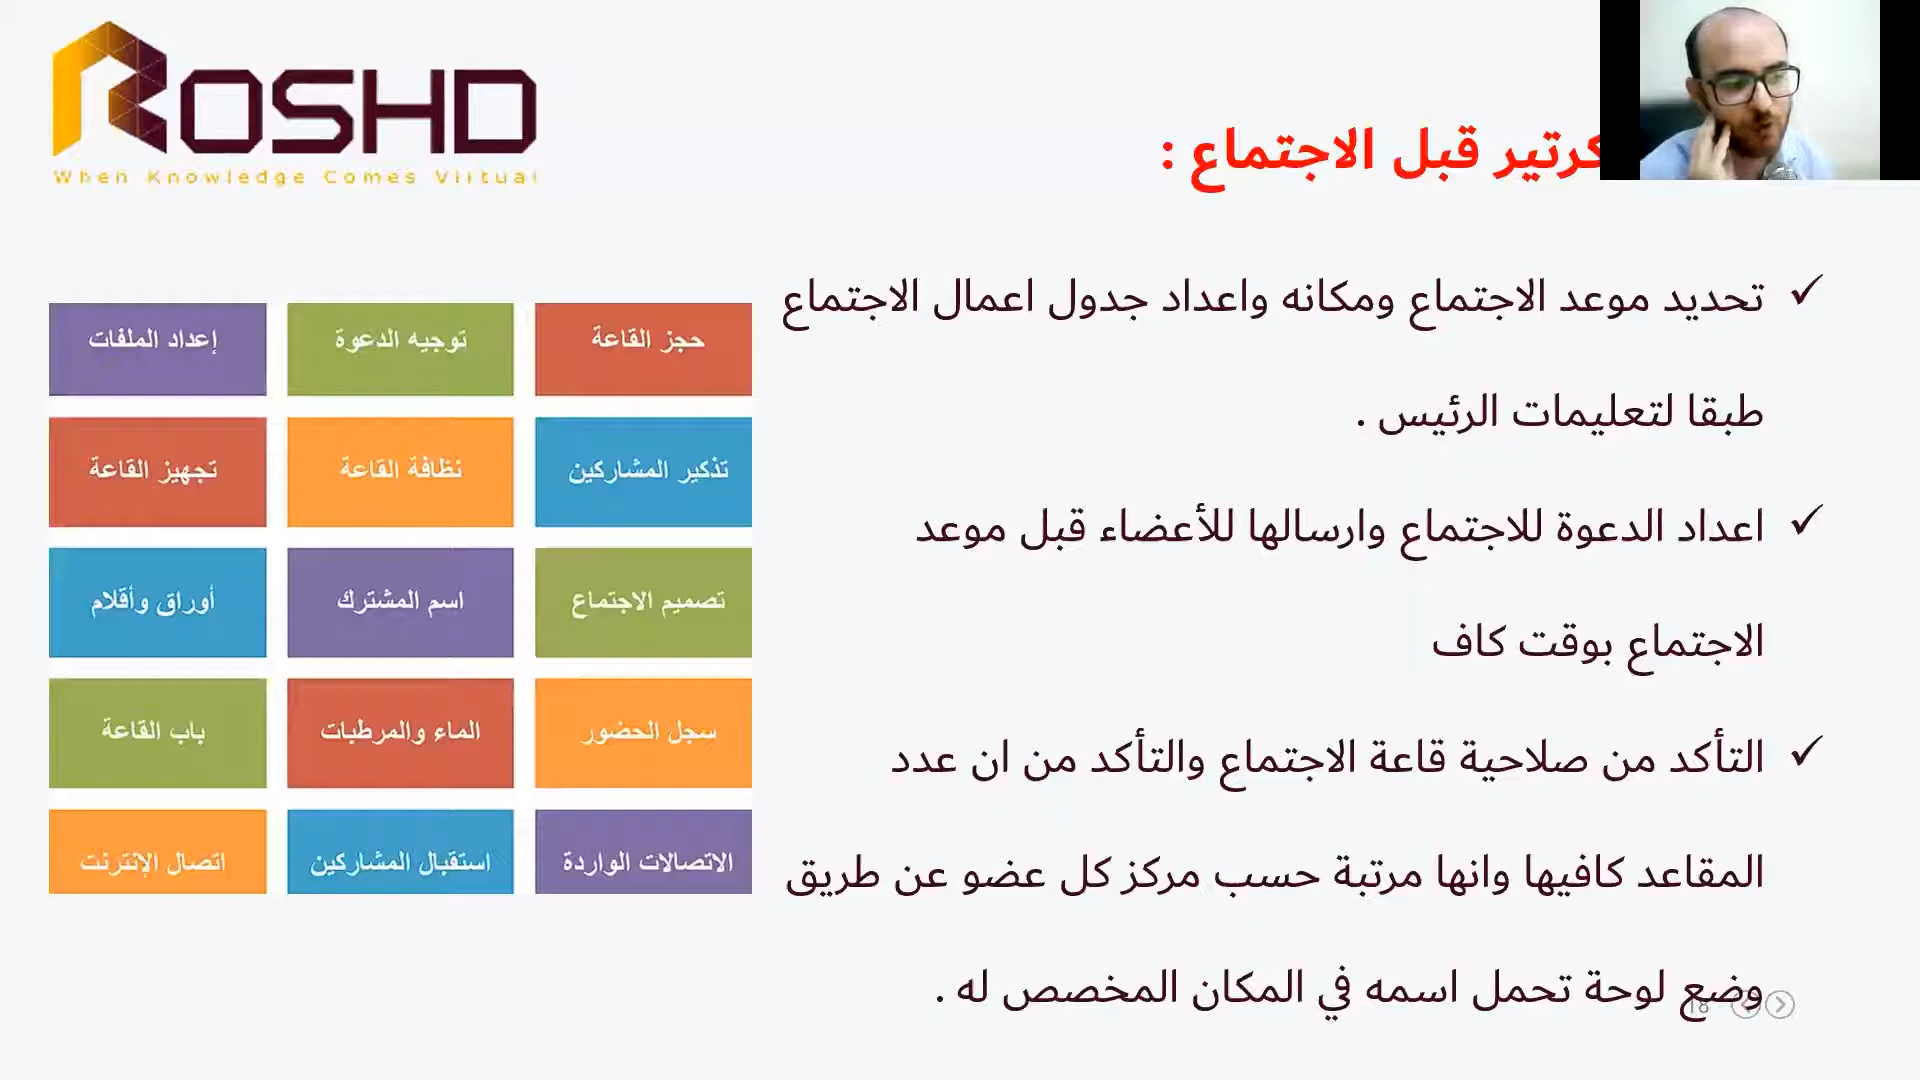 ROSHD
When Knowledge Comes Virtual
قبل الاجتماع :
تحديد موعد الاجتماع ومكانه واعداد جدول اعمال الاجتماع
طبقا لتعليمات الرئيس .
اعداد الدعوة للاجتماع وارسالها للأعضاء قبل موعد
الاجتماع بوقت كاف
التأكد من صلاحية قاعة الاجتماع والتأكد من ان عدد
المقاعد كافيها وانها مرتبة حسب مركز كل عضو عن طريق
وضع لوحة تحمل اسمه في المكان المخصص له .
حجز القاعة
توجيه الدعوة
إعداد الملفات
تذكير المشاركين
نظافة القاعة
تجهيز القاعة
تصميم الاجتماع
اسم المشترك
أوراق وأقلام
سجل الحضور
الماء والمرطبات
باب القاعة
الاتصالات الواردة
استقبال المشاركين
اتصال الإنترنت
18